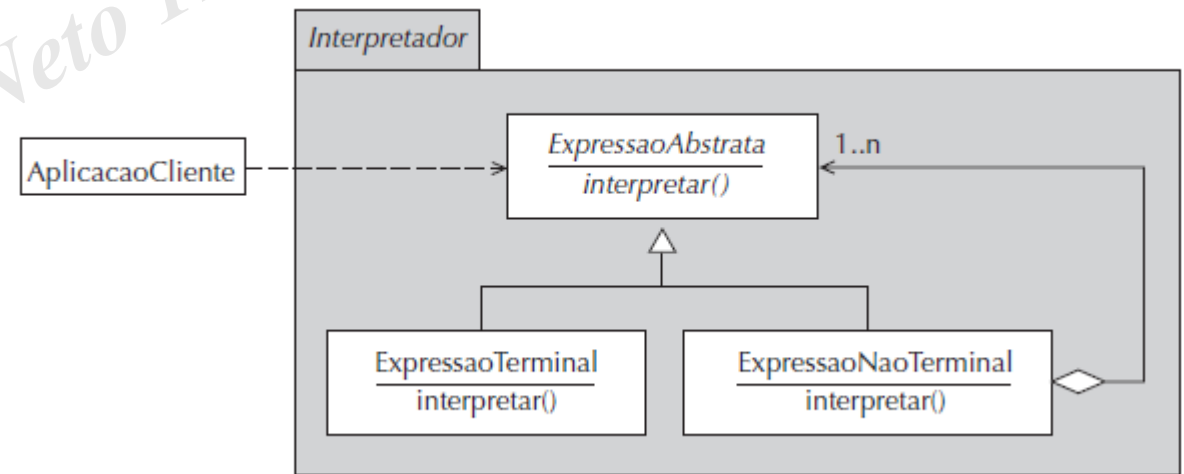 Neto
Interpretador
ExpressaoAbstrata
interpretar()
1..n
AplicacaoCliente
ExpressaoTerminal
interpretar()
ExpressaoNaoTerminal
interpretar()